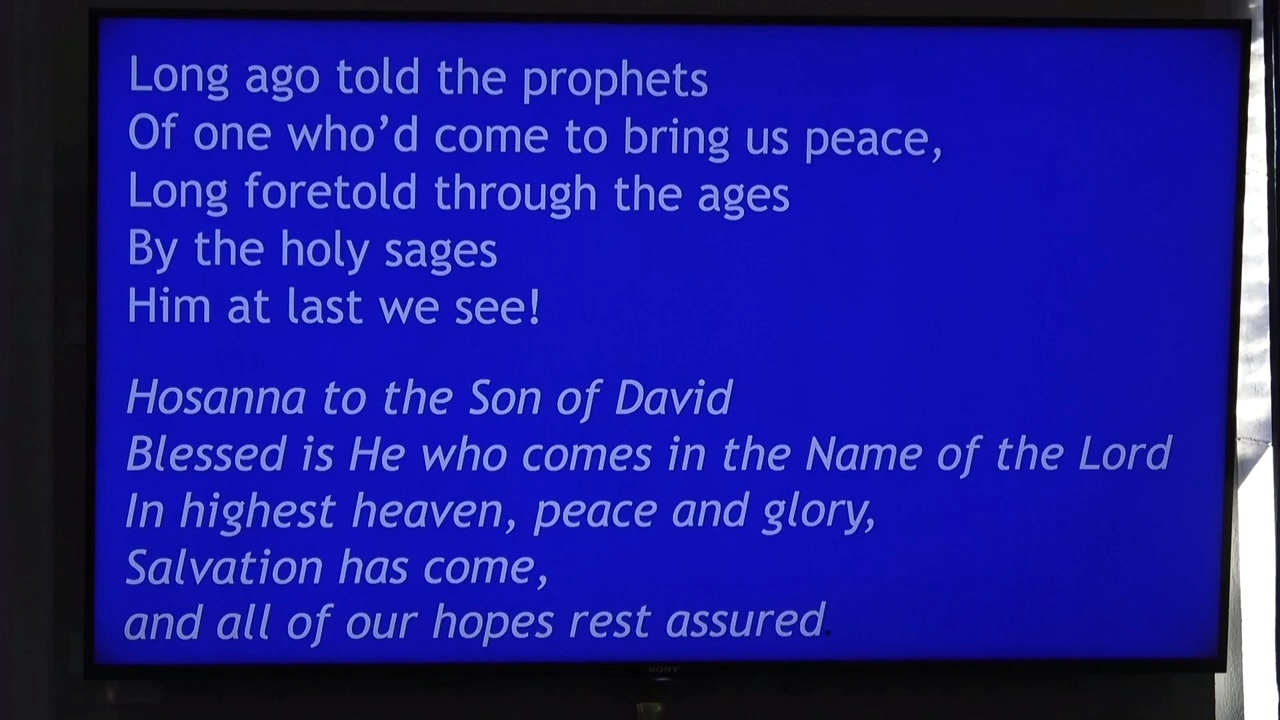 Long ago told the prophets
Of one who’d come to bring us peace,
Long foretold through the ages
By the holy sages
Him at last we see!
Hosanna to the Son of David
Blessed is He who comes in the Name of the Lord
In highest heaven, peace and glory,
Salvation has come,
and all of our hopes rest assured.
SONY